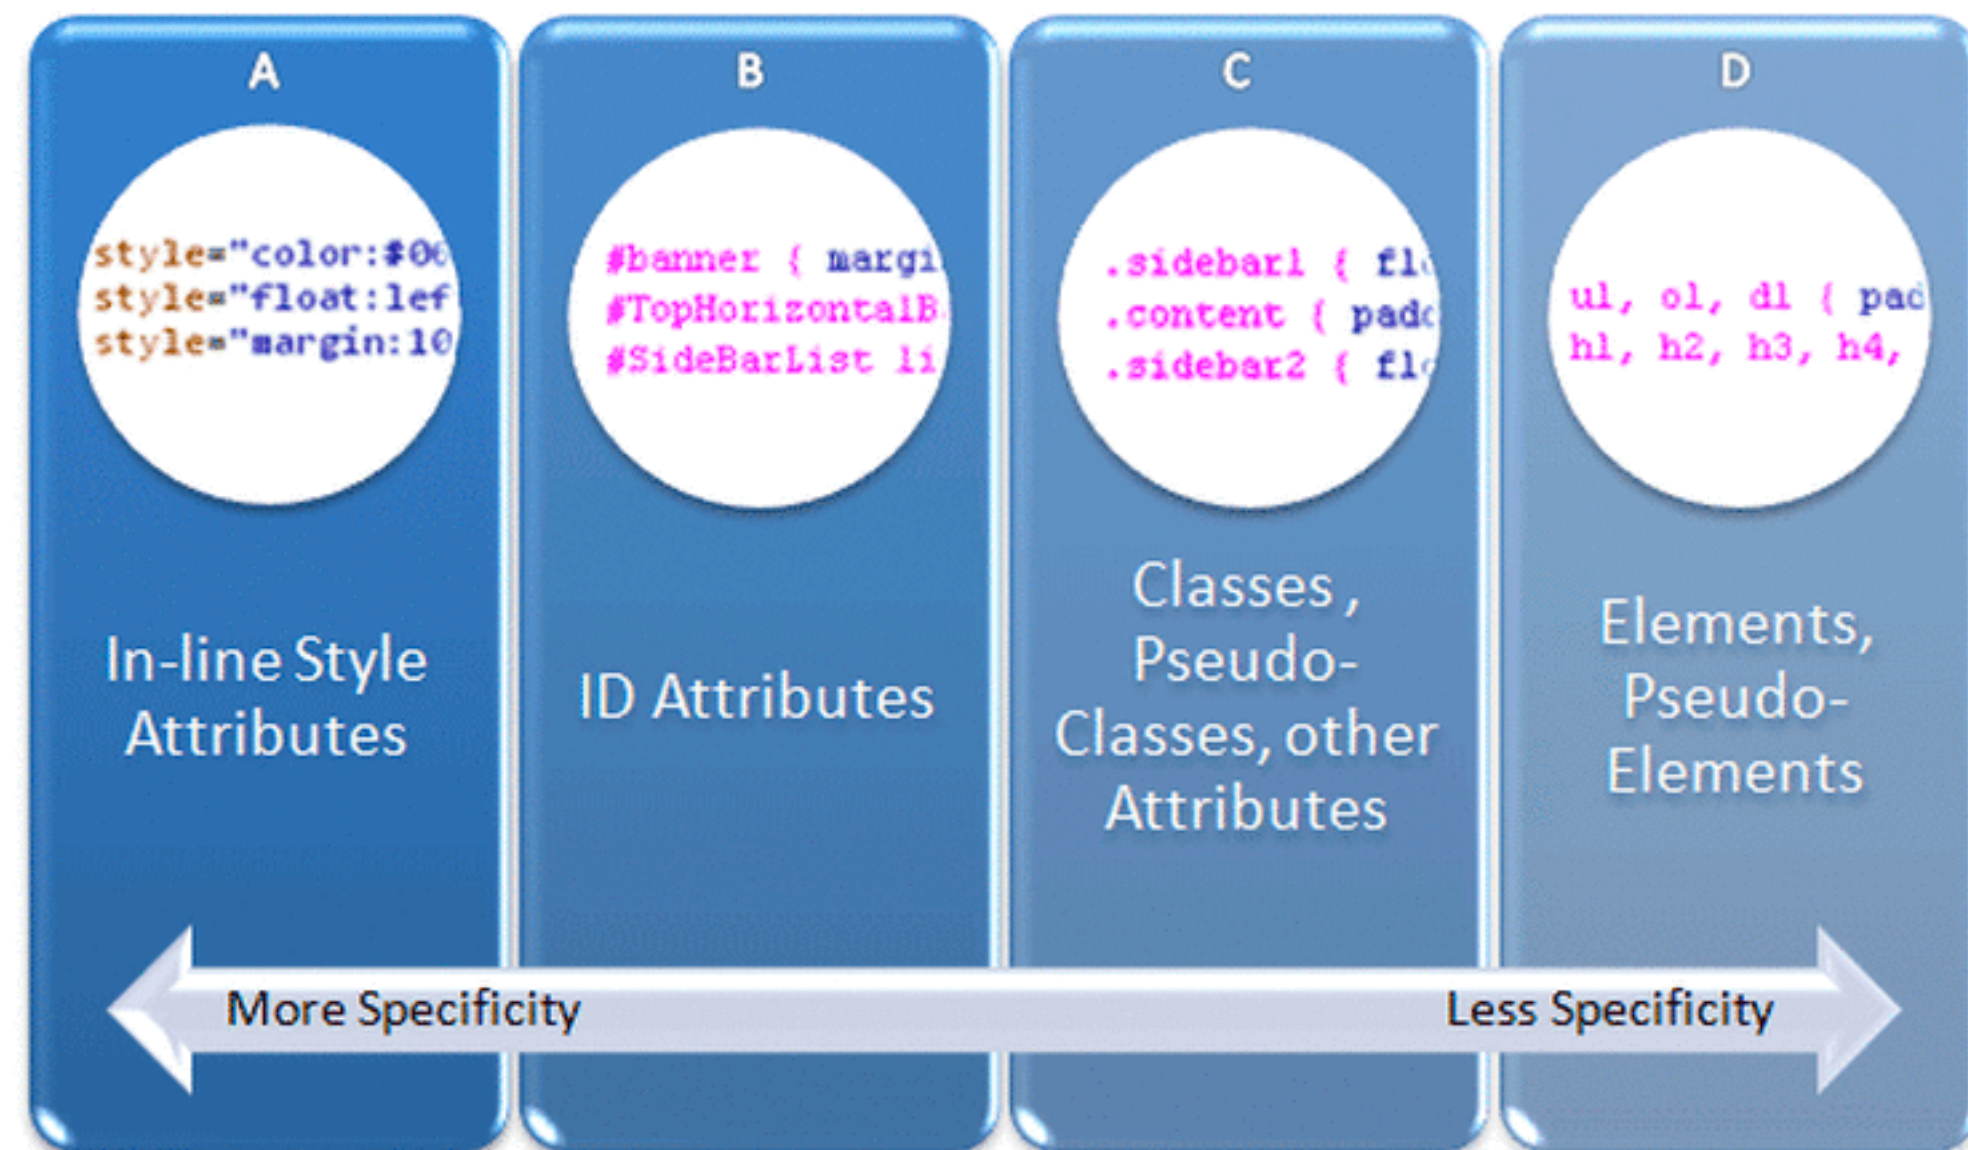 A
style="color:#00
style="float:lef
style="margin:10
In-line Style
Attributes
B
#banner { margi
#TopHorizontalB
#SideBarList li
ID Attributes
C
.sidebar1 { flo
.content { padd
.sidebar2 { flo
Classes ,
Pseudo-
Classes, other
Attributes
D
ul, ol, dl { pad
h1, h2, h3, h4,
Elements,
Pseudo-
Elements
More Specificity
Less Specificity